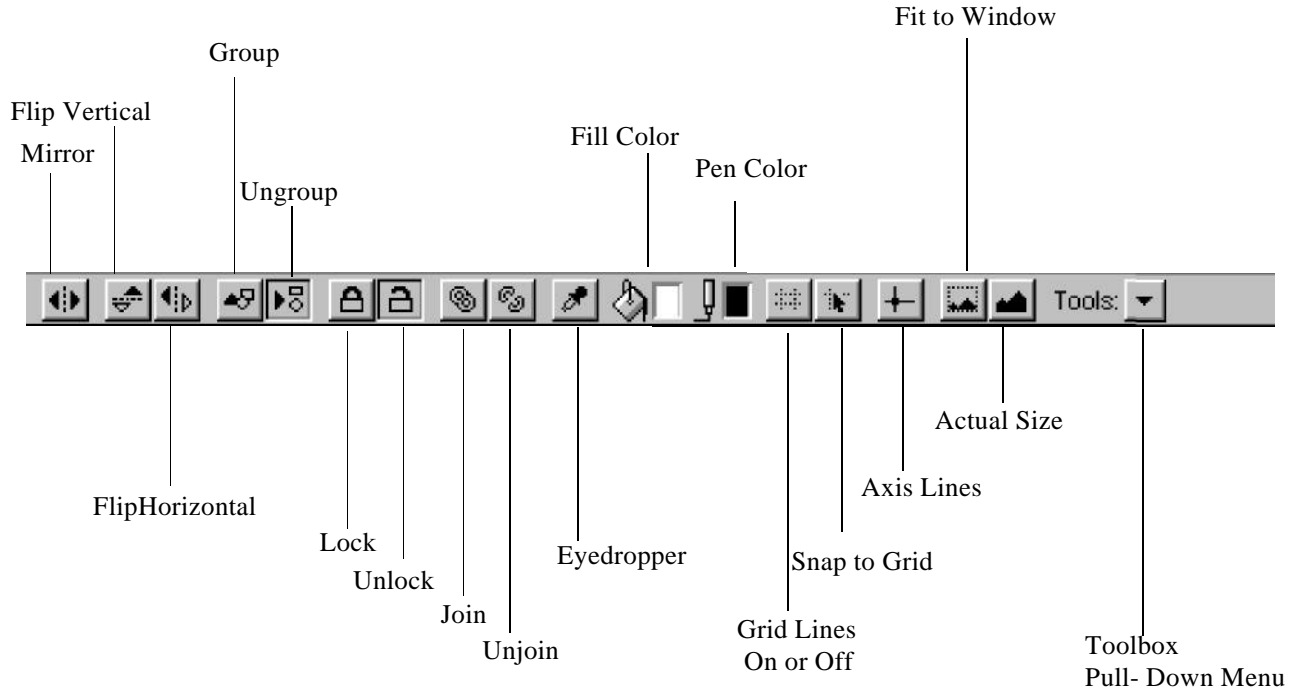 Fit to Window
Group
Flip Vertical
Fill Color
Mirror
Pen Color
Ungroup
Tools:
Actual Size
Axis Lines
FlipHorizontal
Lock
Eyedropper
Snap to Grid
Unlock
Join
Grid Lines
On or Off
Unjoin
Toolbox
Pull- Down Menu